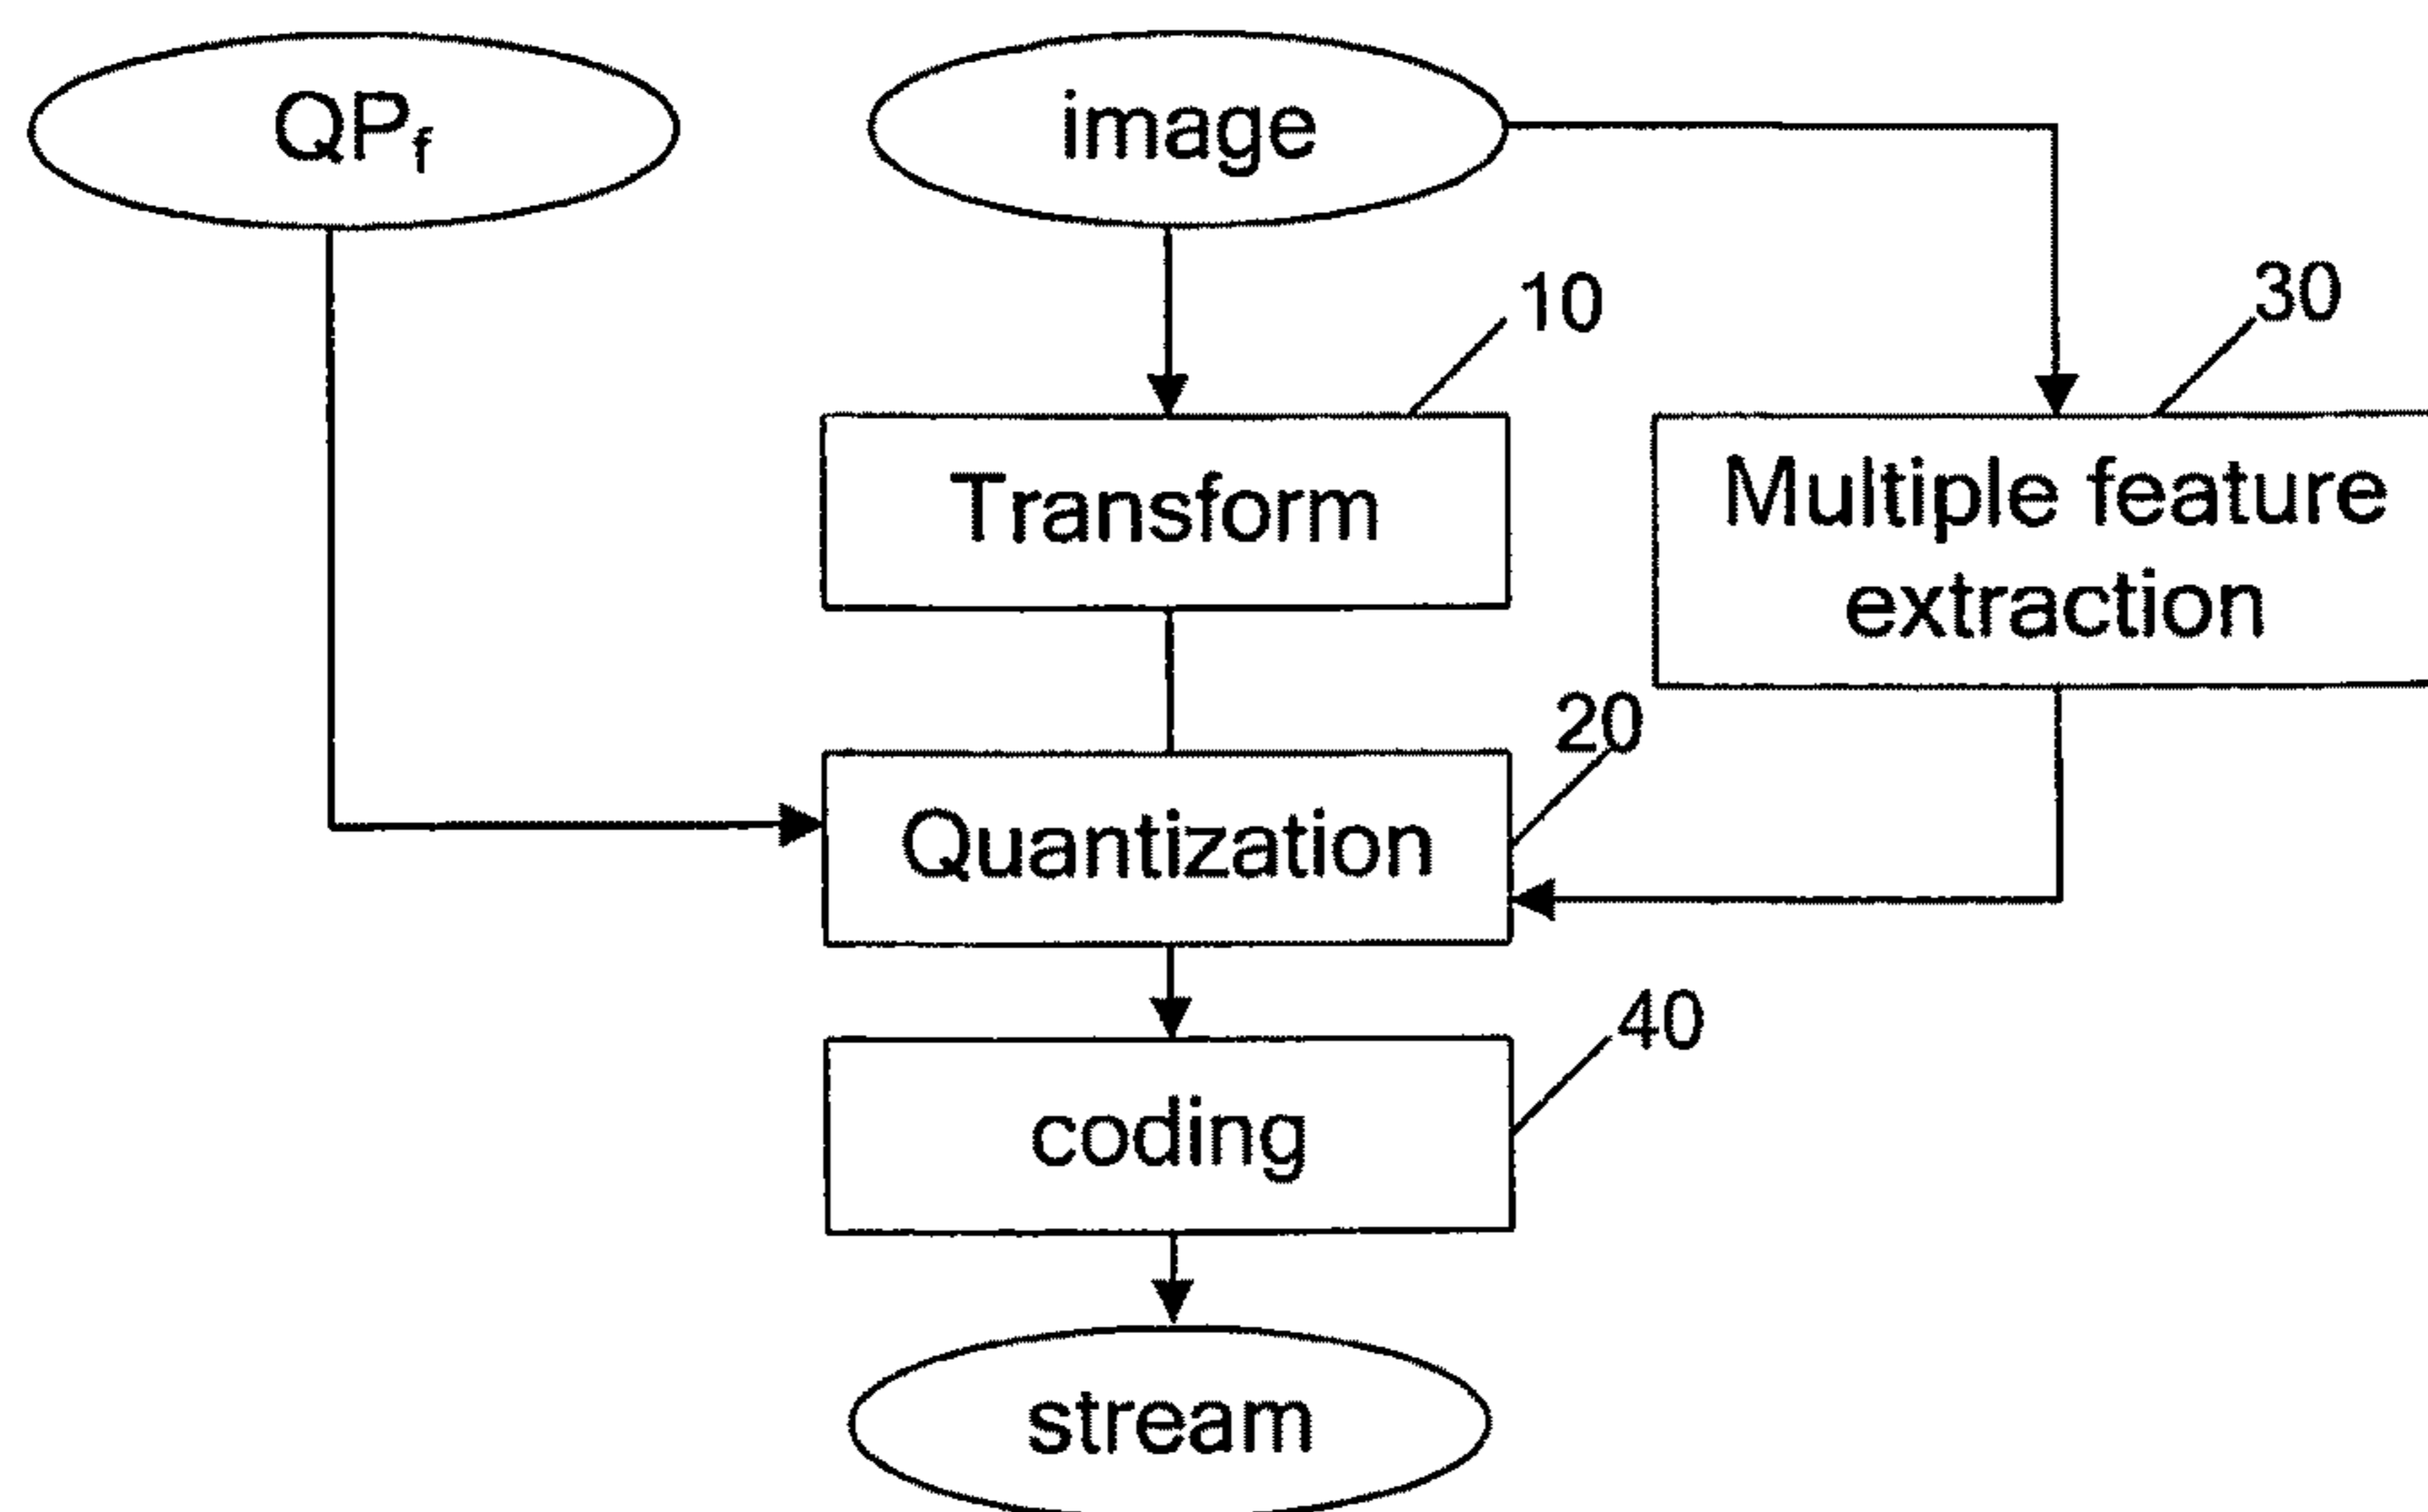 QPf
image
10
30
Transform
Multiple feature
extraction
20
Quantization
40
coding
stream